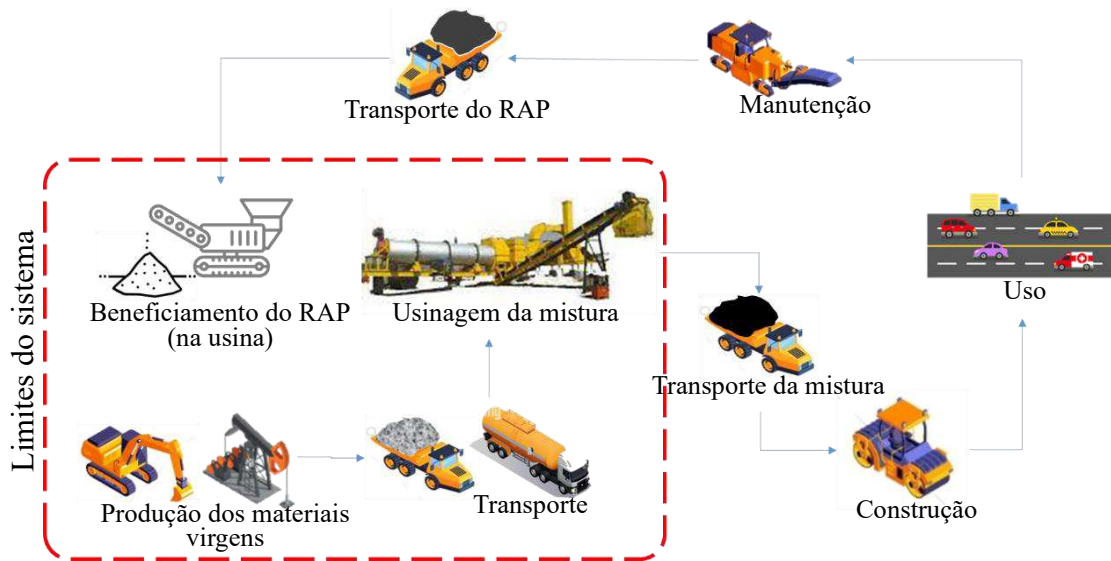 Transporte do RAP
Manutenção
Limites do sistema
Beneficiamento do RAP
(na usina)
Usinagem da mistura
Uso
Transporte da mistura
Produção dos materiais
virgens
Transporte
Construção